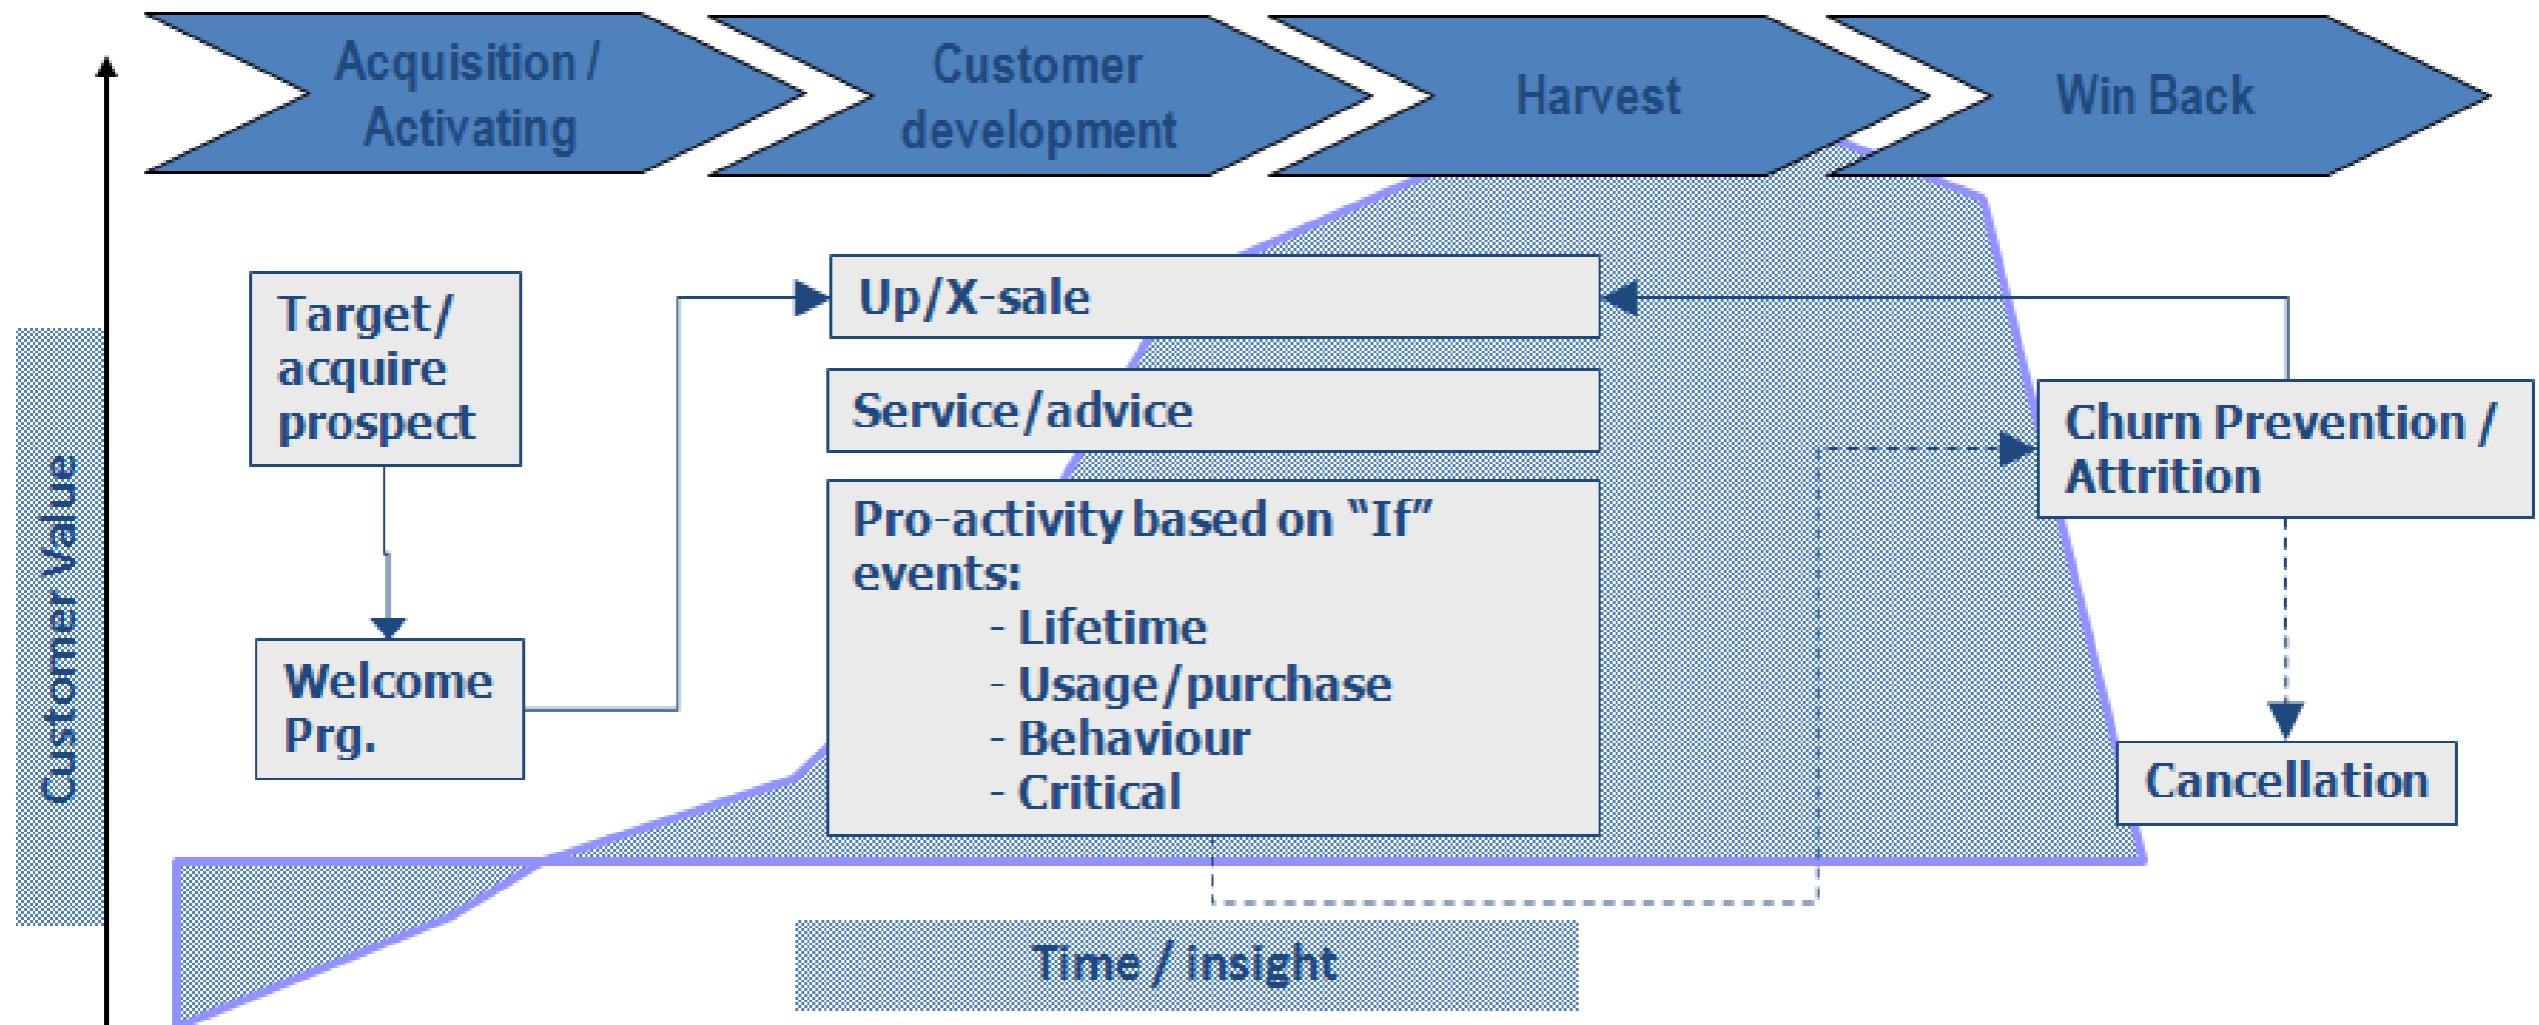 Acquisition /
Activating
Customer
development
Harvest
Win Back
Customer Value
Target/
acquire
prospect
Welcome
Prg.
Up/X-sale
Service/advice
Pro-activity based on “If”
events:
- Lifetime
- Usage/purchase
- Behaviour
- Critical
Churn Prevention /
Attrition
Cancellation
Time / insight